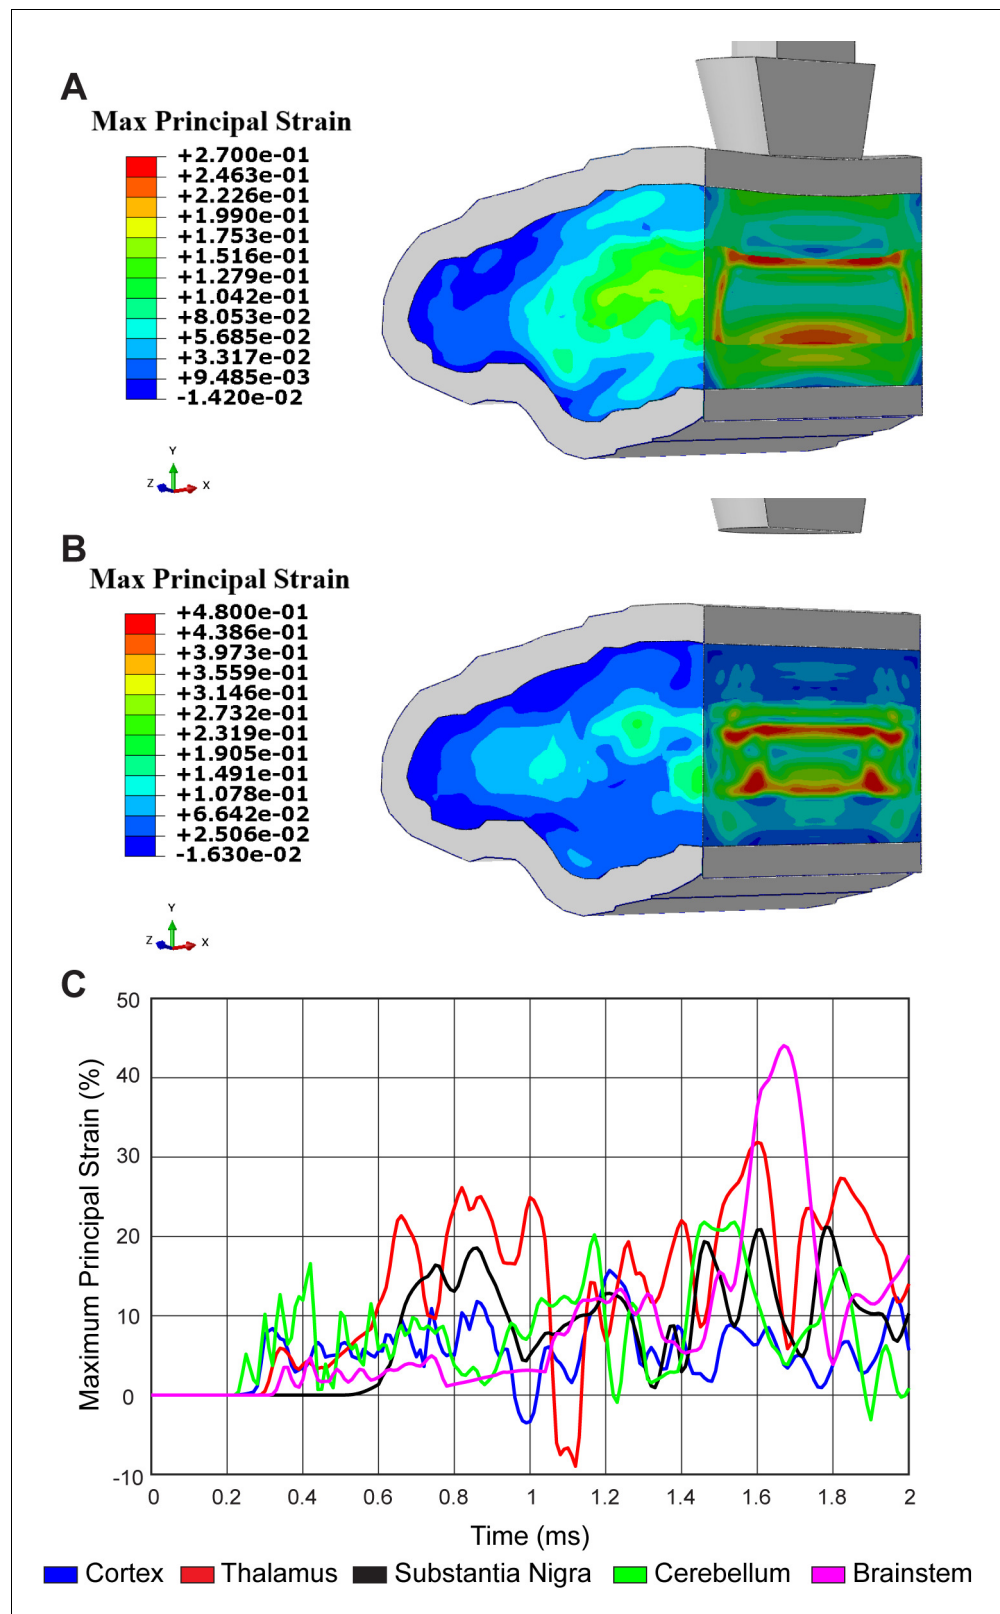 A
Max Principal Strain
+2.700e-01
+2.463e-01
+2.226e-01
+1.990e-01
+1.753e-01
+1.516e-01
+1.279e-01
+1.042e-01
+8.053e-02
+5.685e-02
+3.317e-02
+9.485e-03
-1.420e-02
Y
Z X
B
Max Principal Strain
+4.800e-01
+4.386e-01
+3.973e-01
+3.559e-01
+3.146e-01
+2.732e-01
+2.319e-01
+1.905e-01
+1.491e-01
+1.078e-01
+6.642e-02
+2.506e-02
-1.630e-02
Y
Z X
C
Maximum Principal Strain (%)
50
40
30
20
10
0
-10
0 0.2 0.4 0.6 0.8 1 1.2 1.4 1.6 1.8 2
Time (ms)
Cortex Thalamus Substantia Nigra Cerebellum Brainstem